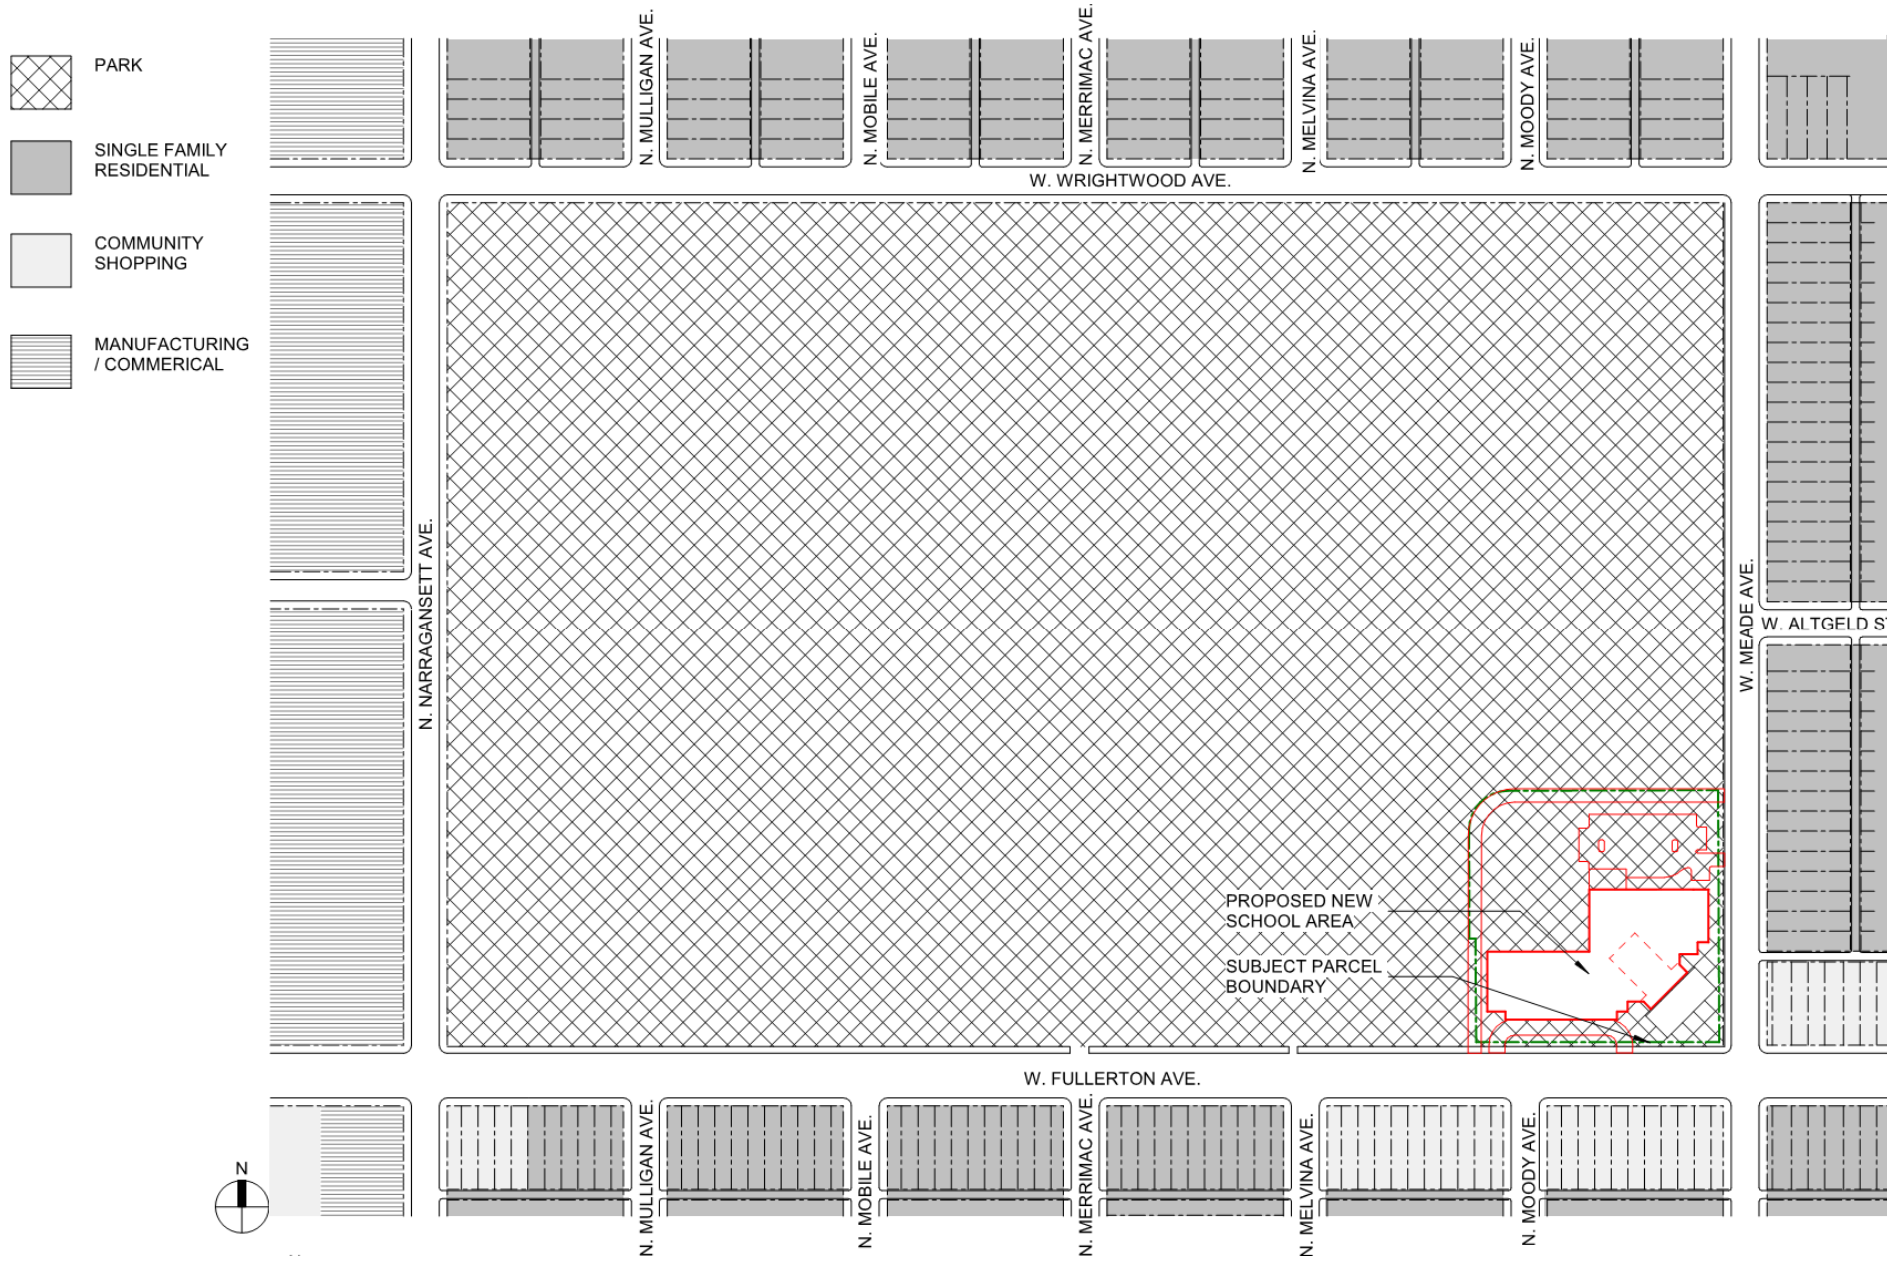 PARK
SINGLE FAMILY
RESIDENTIAL
COMMUNITY
SHOPPING
MANUFACTURING
/ COMMERICAL
N. MULLIGAN AVE.
N. MOBILE AVE.
N. MERRIMAC AVE.
N. MELVINA AVE.
N. MOODY AVE.
W. WRIGHTWOOD AVE.
N. NARRAGANSETT AVE.
W. MEADE AVE.
W. ALTGELD
PROPOSED NEW
SCHOOL AREA
SUBJECT PARCEL
BOUNDARY
W. FULLERTON AVE.
N. MULLIGAN AVE.
N. MOBILE AVE.
N. MERRIMAC AVE.
N. MELVINA AVE.
N. MOODY AVE.
N